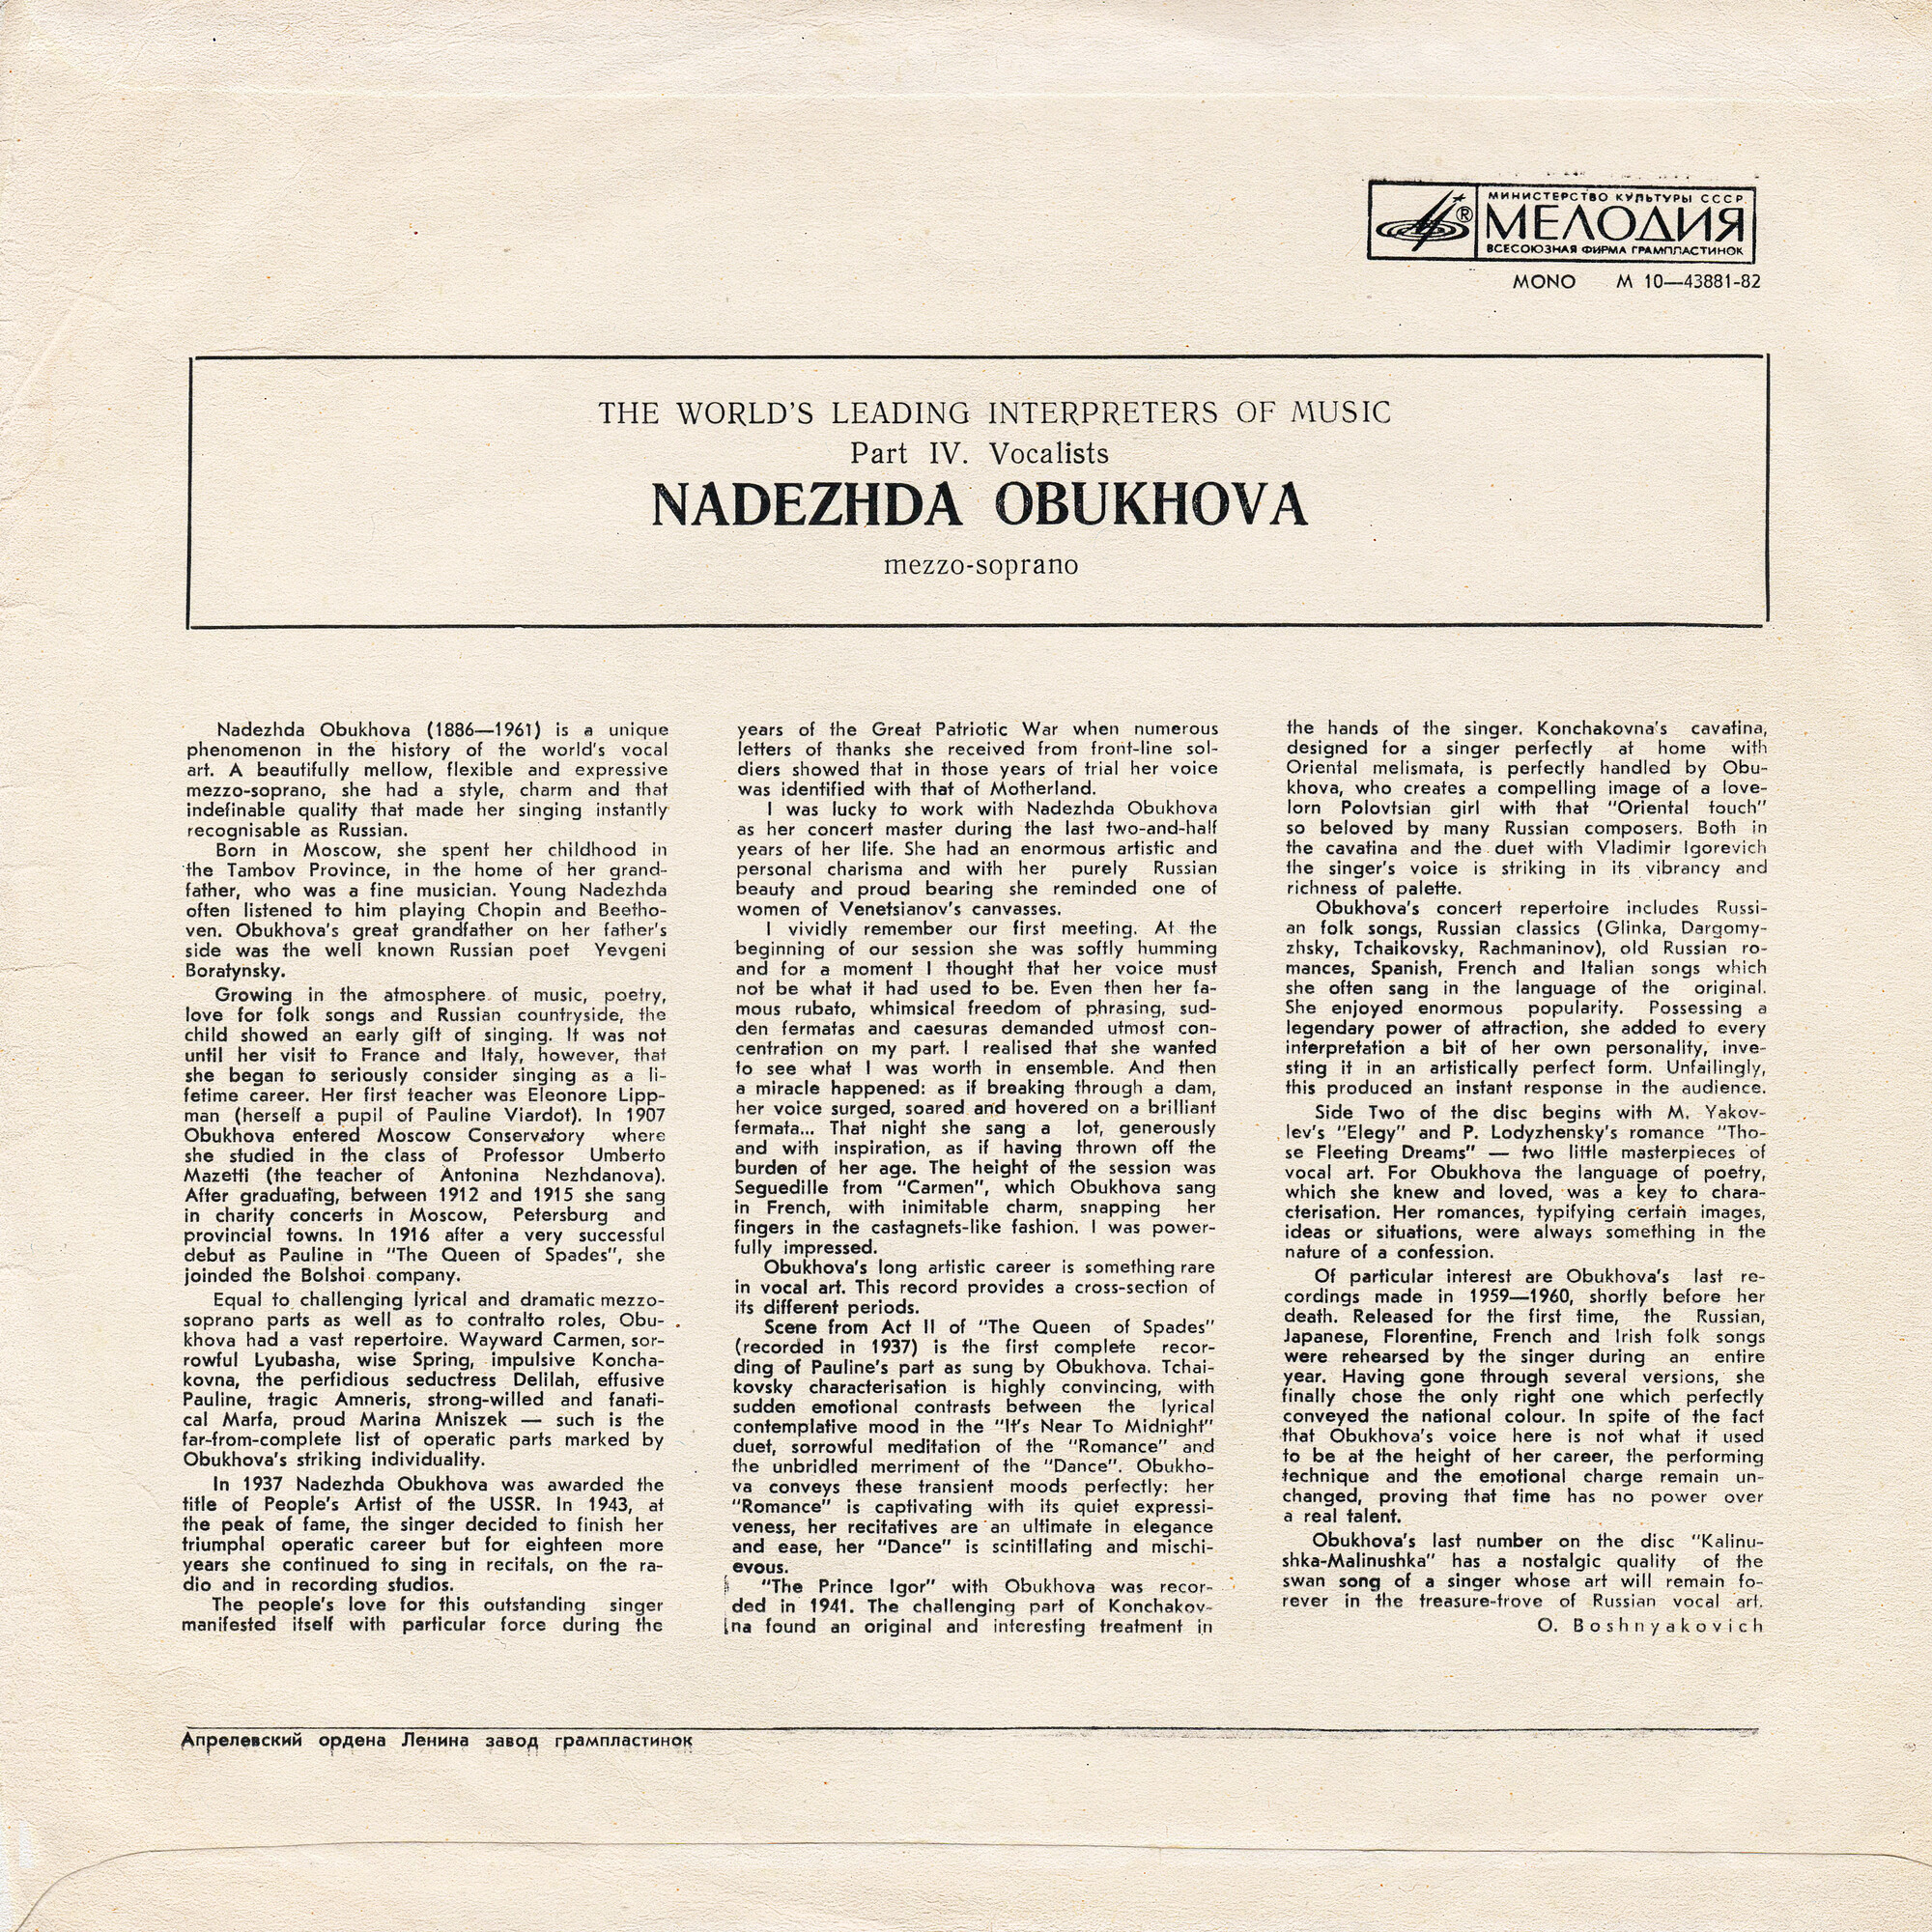 МИНИСТЕРСТВО КУЛЬТУРЫ СССР
®
МЕЛОДИЯ
ВСЕСОЮЗНАЯ ФИРМА ГРАМПЛАСТИНОК
MONO M 10—43881-82
THE WORLD'S LEADING INTERPRETERS OF MUSIC
Part IV. Vocalists
NADEZHDA OBUKHOVA
mezzo-soprano
Nadezhda Obukhova (1886—1961) is a unique
phenomenon in the history of the world's vocal
art. A beautifully mellow, flexible and expressive
mezzo-soprano, she had a style, charm and that
indefinable quality that made her singing instantly
recognisable as Russian.
Born in Moscow, she spent her childhood in
the Tambov Province, in the home of her grand-
father, who was a fine musician. Young Nadezhda
often listened to him playing Chopin and Beetho-
ven. Obukhova's great grandfather on her father's
side was the well known Russian poet Yevgeni
Boratynsky.
Growing in the atmosphere of music, poetry,
love for folk songs and Russian countryside, the
child showed an early gift of singing. It was not
until her visit to France and Italy, however, that
she began to seriously consider singing as a li-
fetime career. Her first teacher was Eleonore Lipp-
man (herself a pupil of Pauline Viardot). In 1907
Obukhova entered Moscow Conservatory where
she studied in the class of Professor Umberto
Mazetti (the teacher of Antonina Nezhdanova).
After graduating, between 1912 and 1915 she sang
in charity concerts in Moscow, Petersburg and
provincial towns. In 1916 after a very successful
debut as Pauline in "The Queen of Spades", she
joinded the Bolshoi company.
Equal to challenging lyrical and dramatic mezzo-
soprano parts as well as to contralto roles, Obu-
khova had a vast repertoire. Wayward Carmen, sor-
rowful Lyubasha, wise Spring, impulsive Koncha-
kovna, the perfidious seductress Delilah, effusive
Pauline, tragic Amneris, strong-willed and fanati-
cal Marfa, proud Marina Mniszek — such is the
far-from-complete list of operatic parts marked by
Obukhova's striking individuality.
In 1937 Nadezhda Obukhova was awarded the
title of People's Artist of the USSR. In 1943, at
the peak of fame, the singer decided to finish her
triumphal operatic career but for eighteen more
years she continued to sing in recitals, on the ra-
dio and in recording studios.
The people's love for this outstanding singer
manifested itself with particular force during the
years of the Great Patriotic War when numerous
letters of thanks she received from front-line sol-
diers showed that in those years of trial her voice
was identified with that of Motherland.
I was lucky to work with Nadezhda Obukhova
as her concert master during the last two-and-half
years of her life. She had an enormous artistic and
personal charisma and with her purely Russian
beauty and proud bearing she reminded one of
women of Venetsianov's canvasses.
I vividly remember our first meeting. At the
beginning of our session she was softly humming
and for a moment I thought that her voice must
not be what it had used to be. Even then her fa-
mous rubato, whimsical freedom of phrasing, sud-
den fermatas and caesuras demanded utmost con-
centration on my part. I realised that she wanted
to see what I was worth in ensemble. And then
a miracle happened: as if breaking through a dam,
her voice surged, soared and hovered on a brilliant
fermata... That night she sang a lot, generously
and with inspiration, as if having thrown off the
burden of her age. The height of the session was
Seguedille from "Carmen", which Obukhova sang
in French, with inimitable charm, snapping her
fingers in the castagnets-like fashion. I was power-
fully impressed.
Obukhova's long artistic career is something rare
in vocal art. This record provides a cross-section of
its different periods.
Scene from Act II of "The Queen of Spades"
(recorded in 1937) is the first complete recor-
ding of Pauline's part as sung by Obukhova. Tchai-
kovsky characterisation is highly convincing, with
sudden emotional contrasts between the lyrical
contemplative mood in the "It's Near To Midnight"
duet, sorrowful meditation of the "Romance" and
the unbridled merriment of the "Dance". Obukho-
va conveys these transient moods perfectly: her
"Romance" is captivating with its quiet expressi-
veness, her recitatives are an ultimate in elegance
and ease, her "Dance" is scintillating and mischi-
evous.
"The Prince Igor" with Obukhova was recor-
ded in 1941. The challenging part of Konchakov-
na found an original and interesting treatment in
the hands of the singer. Konchakovna's cavatina,
designed for a singer perfectly at home with
Oriental melismata, is perfectly handled by Obu-
khova, who creates a compelling image of a love-
lorn Polovtsian girl with that "Oriental touch"
so beloved by many Russian composers. Both in
the cavatina and the duet with Vladimir Igorevich
the singer's voice is striking in its vibrancy and
richness of palette.
Obukhova's concert repertoire includes Russi-
an folk songs, Russian classics (Glinka, Dargomy-
zhsky, Tchaikovsky, Rachmaninov), old Russian ro-
mances, Spanish, French and Italian songs which
she often sang in the language of the original.
She enjoyed enormous popularity. Possessing a
legendary power of attraction, she added to every
interpretation a bit of her own personality, inve-
sting it in an artistically perfect form. Unfailingly,
this produced an instant response in the audience.
Side Two of the disc begins with M. Yakov-
lev's "Elegy" and P. Lodyzhensky's romance "Tho-
se Fleeting Dreams" — two little masterpieces of
vocal art. For Obukhova the language of poetry,
which she knew and loved, was a key to chara-
cterisation. Her romances, typifying certain images,
ideas or situations, were always something in the
nature of a confession.
Of particular interest are Obukhova's last re-
cordings made in 1959—1960, shortly before her
death. Released for the first time, the Russian,
Japanese, Florentine, French and Irish folk songs
were rehearsed by the singer during an entire
year. Having gone through several versions, she
finally chose the only right one which perfectly
conveyed the national colour. In spite of the fact
that Obukhova's voice here is not what it used
to be at the height of her career, the performing
technique and the emotional charge remain un-
changed, proving that time has no power over
a real talent.
Obukhova's last number on the disc "Kalinu-
shka-Malinushka" has a nostalgic quality of the
swan song of a singer whose art will remain fo-
rever in the treasure-trove of Russian vocal art.
O. Boshnyakovich
Апрелевский ордена Ленина завод грампластинок